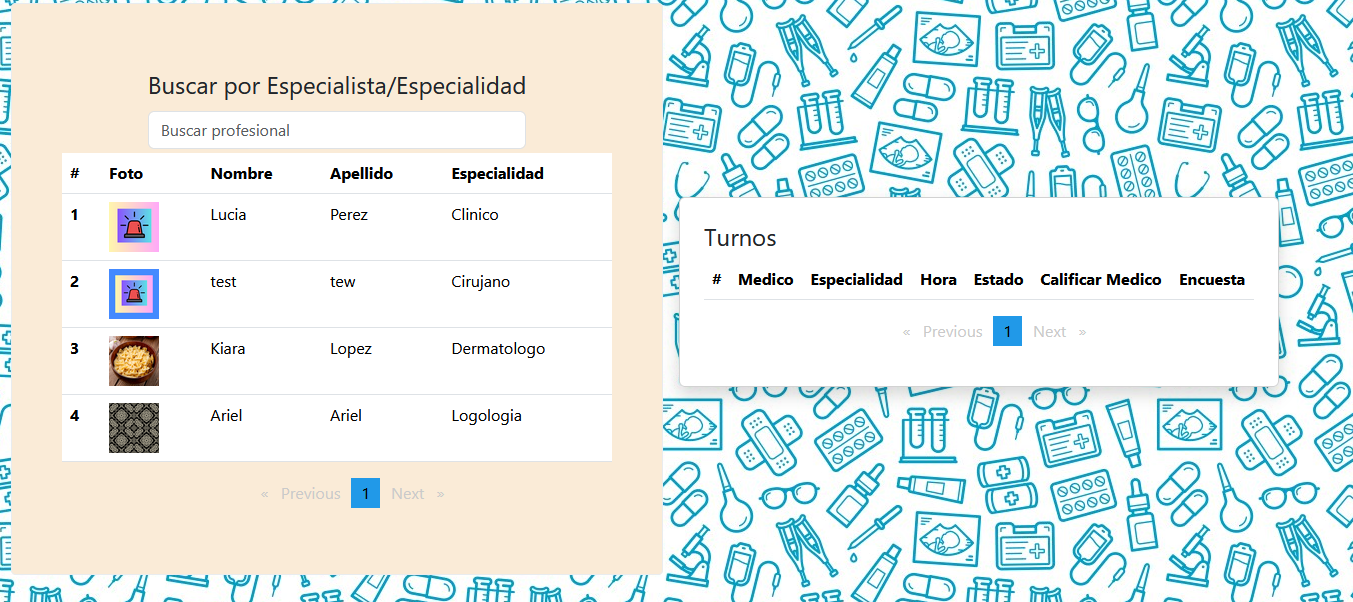 Buscar por Especialista/Especialidad
Buscar profesional
# Foto Nombre Apellido Especialidad
1 Lucia Perez Clinico
2 test tew Cirujano
3 Kiara Lopez Dermatologo
4 Ariel Ariel Logologia
« Previous 1 Next »
Turnos
# Medico Especialidad Hora Estado Calificar Medico Encuesta
« Previous 1 Next »